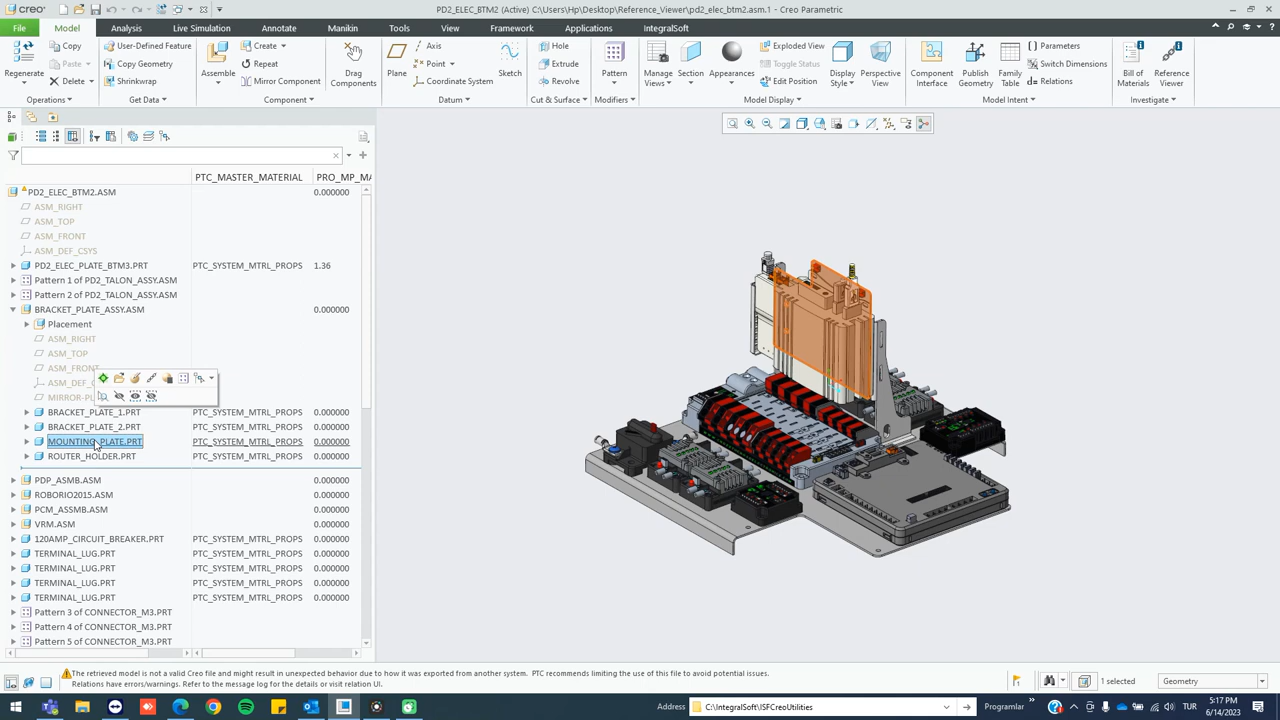 creo
PD2_ELEC_BTM2 (Active) C:\Users\Hp\Desktop\Reference_Viewer\pd2_elec_btm2.asm.1 - Creo Parametric
File Model Analysis Live Simulation Annotate Manikin Tools View Framework Applications IntegralSoft
Regenerate Copy Paste Delete
User-Defined Feature Copy Geometry Shrinkwrap
Assemble Create Repeat Mirror Component
Drag Components
Plane Axis Point Coordinate System Sketch
Hole Extrude Revolve
Pattern
Manage Views Section Appearances Exploded View Toggle Status Edit Position Display Style Perspective View
Component Interface Publish Geometry Family Table Parameters Switch Dimensions Relations
Bill of Materials Reference Viewer
Operations Get Data Component Datum Cut & Surface Modifiers Model Display Model Intent Investigate
PTC_MASTER_MATERIAL PRO_MP_MA
PD2_ELEC_BTM2.ASM 0.000000
ASM_RIGHT
ASM_TOP
ASM_FRONT
ASM_DEF_CSYS
PD2_ELEC_PLATE_BTM3.PRT PTC_SYSTEM_MTRL_PROPS 1.36
Pattern 1 of PD2_TALON_ASSY.ASM
Pattern 2 of PD2_TALON_ASSY.ASM
BRACKET_PLATE_ASSY.ASM 0.000000
Placement
ASM_RIGHT
ASM_TOP
ASM_FRONT
ASM_DEF_C
MIRROR-PL
BRACKET_PLATE_1.PRT PTC_SYSTEM_MTRL_PROPS 0.000000
BRACKET_PLATE_2.PRT PTC_SYSTEM_MTRL_PROPS 0.000000
MOUNTING_PLATE.PRT PTC_SYSTEM_MTRL_PROPS 0.000000
ROUTER_HOLDER.PRT PTC_SYSTEM_MTRL_PROPS 0.000000
PDP_ASMB.ASM 0.000000
ROBORIO2015.ASM 0.000000
PCM_ASSMB.ASM 0.000000
VRM.ASM 0.000000
120AMP_CIRCUIT_BREAKER.PRT PTC_SYSTEM_MTRL_PROPS 0.000000
TERMINAL_LUG.PRT PTC_SYSTEM_MTRL_PROPS 0.000000
TERMINAL_LUG.PRT PTC_SYSTEM_MTRL_PROPS 0.000000
TERMINAL_LUG.PRT PTC_SYSTEM_MTRL_PROPS 0.000000
TERMINAL_LUG.PRT PTC_SYSTEM_MTRL_PROPS 0.000000
Pattern 3 of CONNECTOR_M3.PRT
Pattern 4 of CONNECTOR_M3.PRT
Pattern 5 of CONNECTOR_M3.PRT
The retrieved model is not a valid Creo file and might result in unexpected behavior due to how it was exported from another system. PTC recommends limiting the use of this file to avoid potential issues.
Relations have errors/warnings. Refer to the message log for the details or visit relation UI.
1 selected Geometry
Address C:\IntegralSoft\ISFCreoUtilities Programlar TUR 5:17 PM
6/14/2023